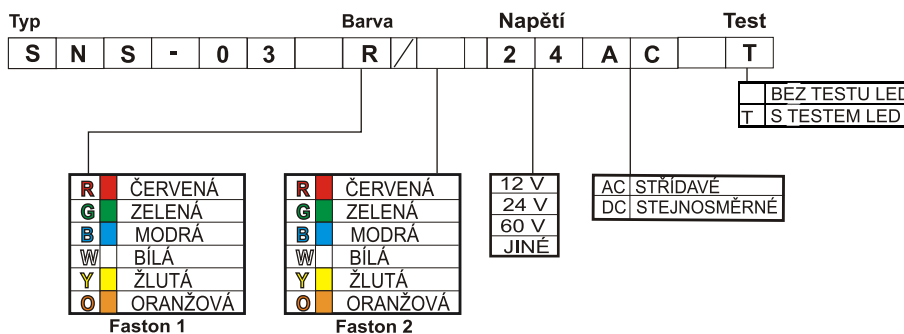 Typ Barva Napětí Test
S N S - 0 3 R / 2 4 A C T
BEZ TESTU LED
T S TESTEM LED
R ČERVENÁ
G ZELENÁ
B MODRÁ
W BÍLÁ
Y ŽLUTÁ
O ORANŽOVÁ
Faston 1
R ČERVENÁ
G ZELENÁ
B MODRÁ
W BÍLÁ
Y ŽLUTÁ
O ORANŽOVÁ
Faston 2
12 V
24 V
60 V
JINÉ
AC STŘÍDAVÉ
DC STEJNOSMĚRNÉ